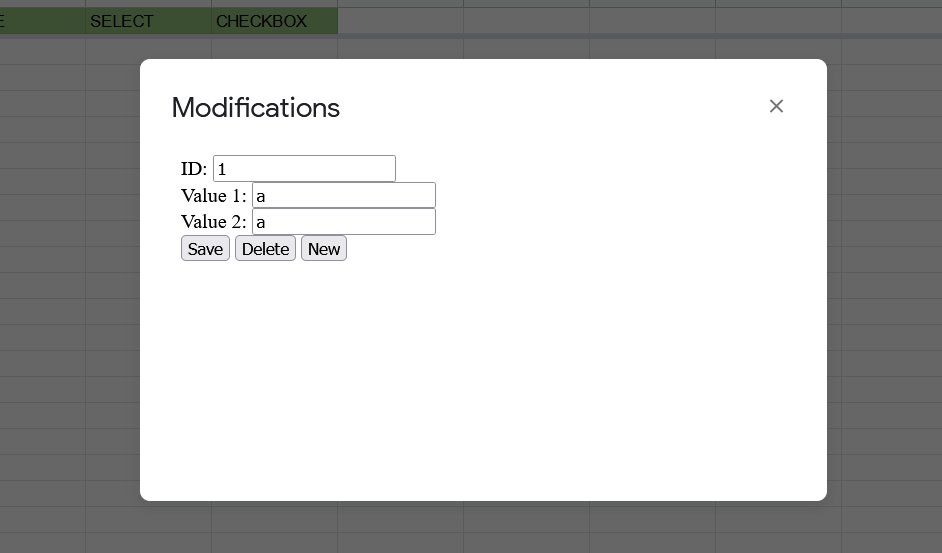 E SELECT CHECKBOX
Modifications
ID: 1
Value 1: a
Value 2: a
Save Delete New